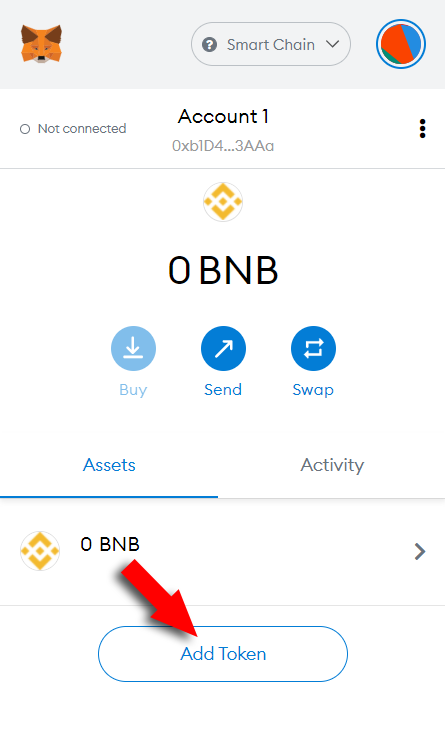 Smart Chain
Account 1
Not connected
0xb1D4...3AAa
0 BNB
Buy
Send
Swap
Assets
Activity
0 BNB
Add Token